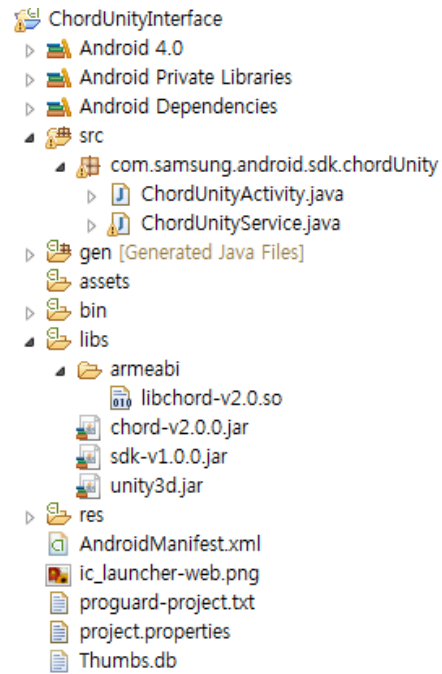 ChordUnityInterface
Android 4.0
Android Private Libraries
Android Dependencies
src
com.samsung.android.sdk.chordUnity
ChordUnityActivity.java
ChordUnityService.java
gen [Generated Java Files]
assets
bin
libs
armeabi
libchord-v2.0.so
chord-v2.0.0.jar
sdk-v1.0.0.jar
unity3d.jar
res
AndroidManifest.xml
ic_launcher-web.png
proguard-project.txt
project.properties
Thumbs.db